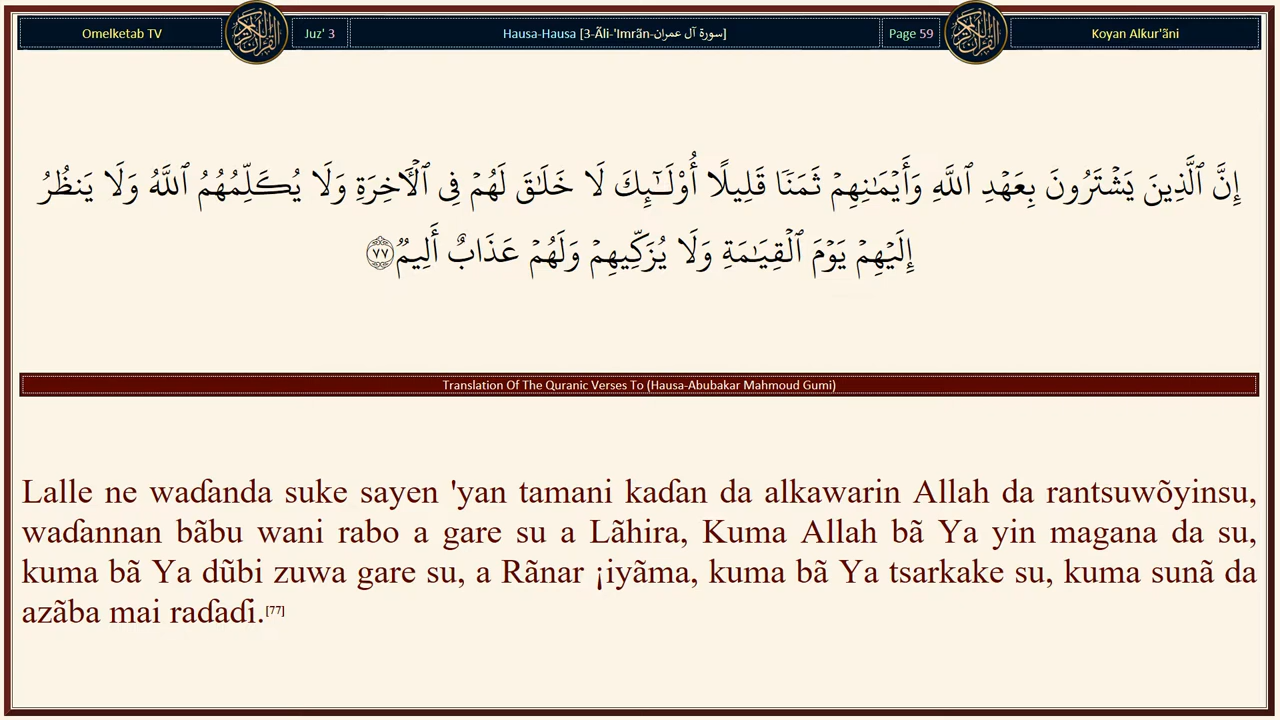 Omelketab TV
Juz' 3
Hausa-Hausa [3-Ãli-'Imrãn-سورة آل عمران]
Page 59
Koyan Alƙur'ãni
إِنَّ ٱلَّذِينَ يَشۡتَرُونَ بِعَهۡدِ ٱللَّهِ وَأَيۡمَٰنِهِمۡ ثَمَنٗا قَلِيلًا أُوْلَٰٓئِكَ لَا خَلَٰقَ لَهُمۡ فِي ٱلۡأٓخِرَةِ وَلَا يُكَلِّمُهُمُ ٱللَّهُ وَلَا يَنظُرُ
إِلَيۡهِمۡ يَوۡمَ ٱلۡقِيَٰمَةِ وَلَا يُزَكِّيهِمۡ وَلَهُمۡ عَذَابٌ أَلِيمٞ ٧٧
Translation Of The Quranic Verses To (Hausa-Abubakar Mahmoud Gumi)
Lalle ne waɗanda suke sayen 'yan tamani kaɗan da alkawarin Allah da rantsuwõyinsu,
waɗannan bãbu wani rabo a gare su a Lãhira, Kuma Allah bã Ya yin magana da su,
kuma bã Ya dũbi zuwa gare su, a Rãnar ¡iyãma, kuma bã Ya tsarkake su, kuma sunã da
azãba mai raɗaɗi.[77]